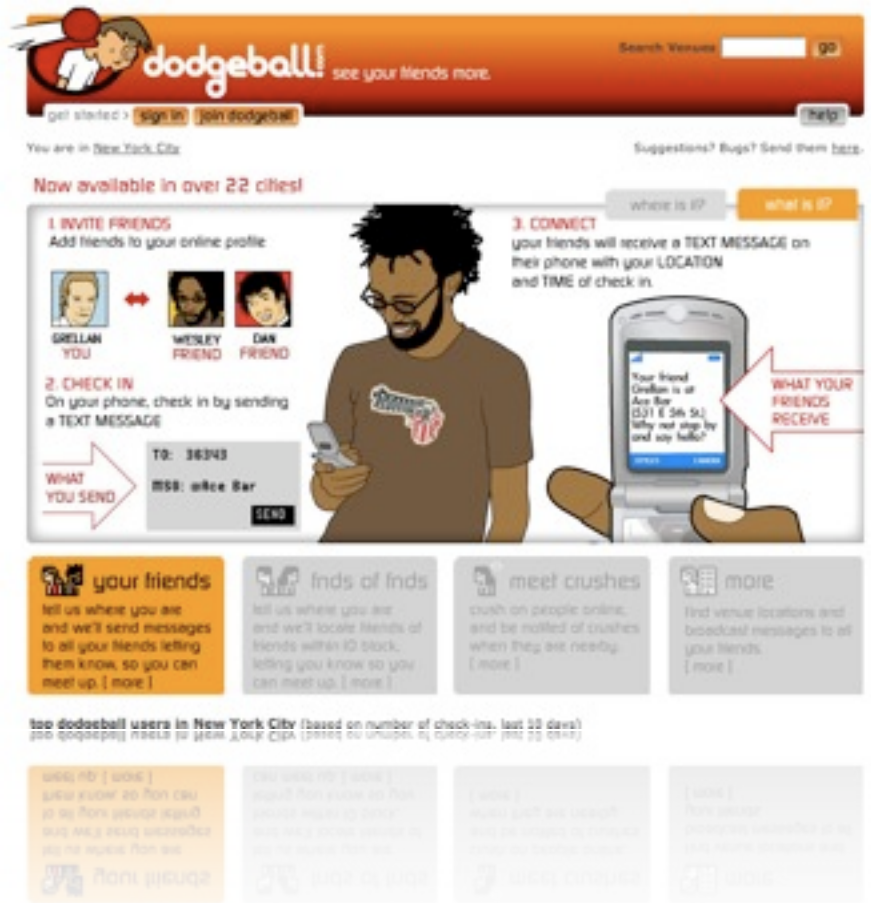 dodgeball.com
see your friends more.
Search Venues
go
get started >
sign in
join dodgeball
help
You are in New York City
Suggestions? Bugs? Send them here.
Now available in over 22 cities!
where is it?
what is it?
1. INVITE FRIENDS
Add friends to your online profile
GRELLAN
YOU
WESLEY
FRIEND
DAN
FRIEND
2. CHECK IN
On your phone, check in by sending
a TEXT MESSAGE
WHAT
YOU SEND
TO: 36343
MSG: @Ace Bar
SEND
3. CONNECT
your friends will receive a TEXT MESSAGE on
their phone with your LOCATION
and TIME of check in.
Your friend
Grellan is at
Ace Bar
(531 E 5th St.)
Why not stop by
and say hello?
WHAT YOUR
FRIENDS
RECEIVE
your friends
tell us where you are
and we'll send messages
to all your friends letting
them know, so you can
meet up. [ more ]
fnds of fnds
tell us where you are
and we'll locate friends of
friends within 10 block,
letting you know so you
can meet up. [ more ]
meet crushes
crush on people online,
and be notified of crushes
when they are nearby.
[ more ]
more
find venue locations and
broadcast messages to all
your friends.
[ more ]
top dodgeball users in New York City (based on number of check-ins, last 10 days)